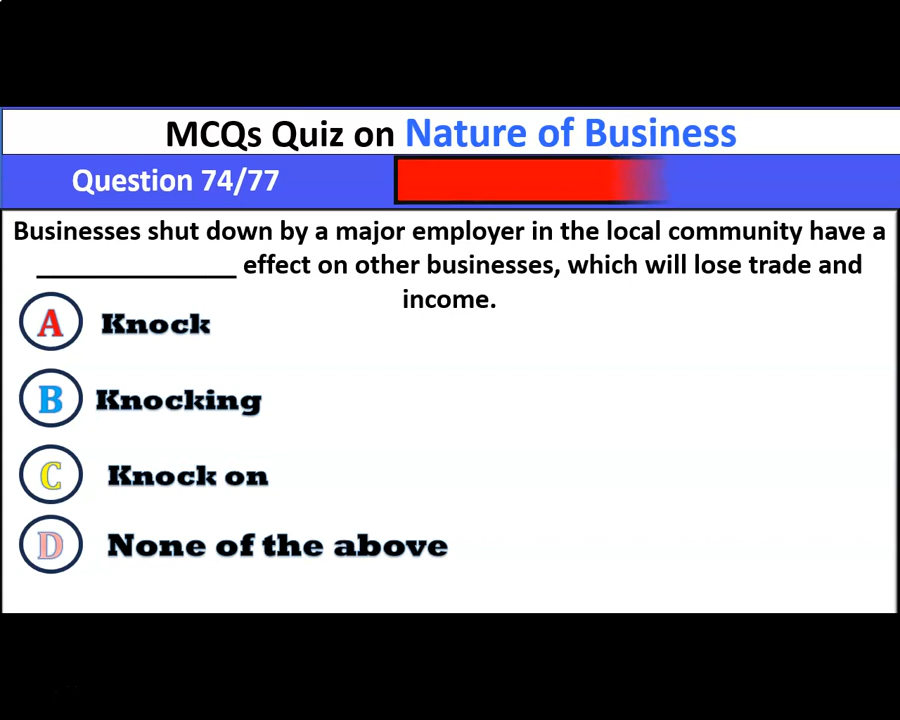 MCQs Quiz on Nature of Business
Question 74/77
Businesses shut down by a major employer in the local community have a
______________ effect on other businesses, which will lose trade and
income.
A Knock
B Knocking
C Knock on
D None of the above